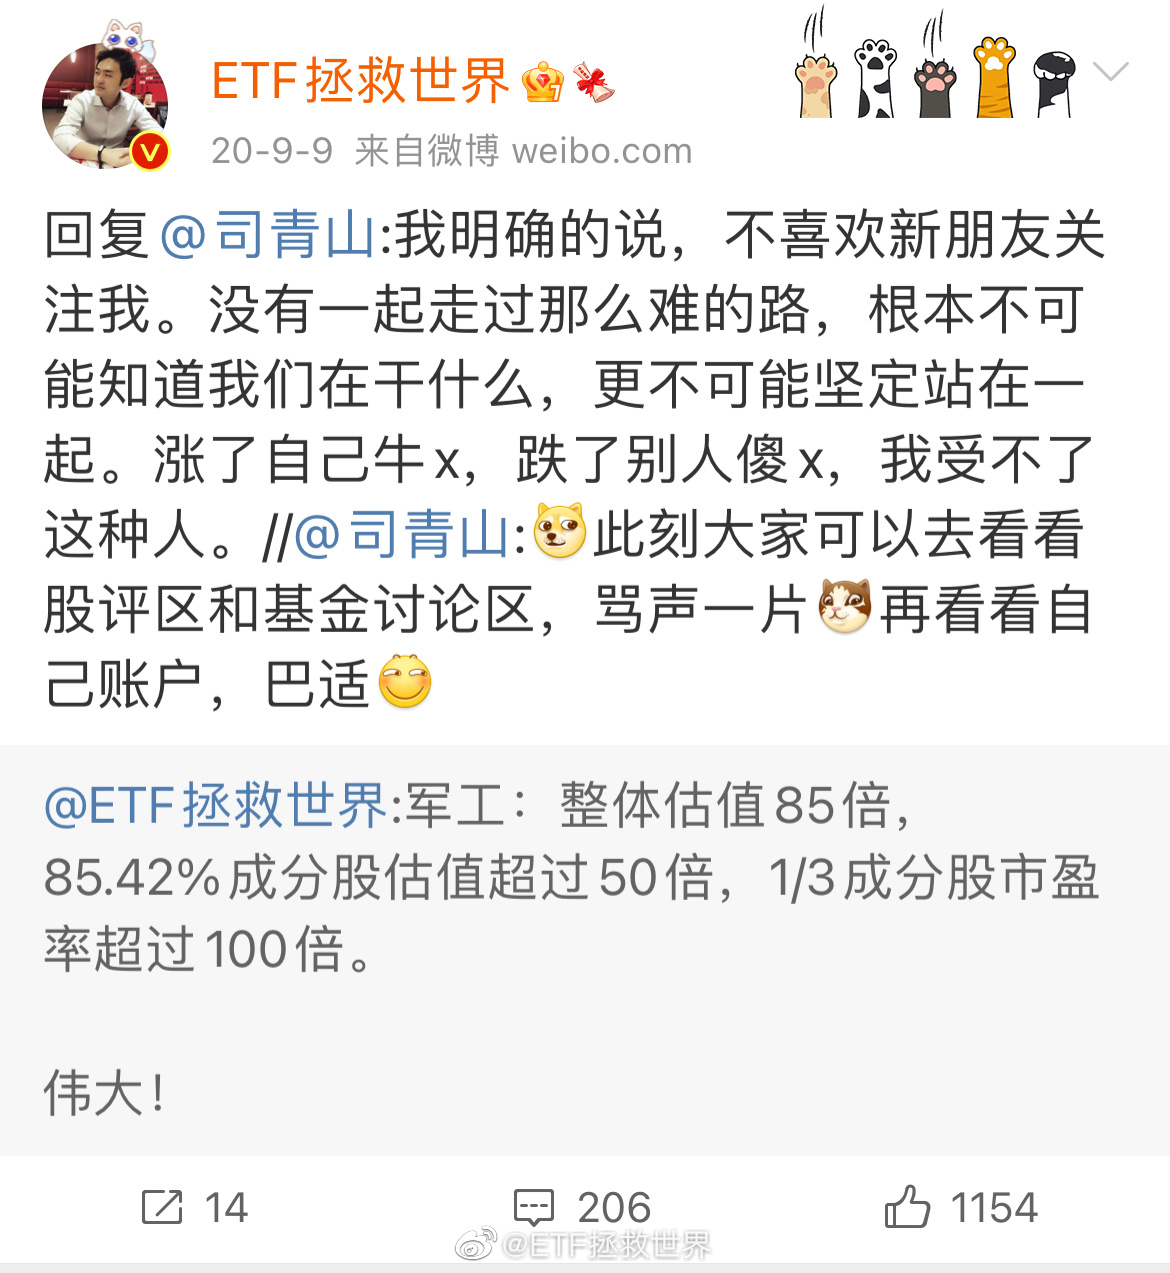 ETF拯救世界
20-9-9 来自微博 weibo.com
回复@司青山:我明确的说，不喜欢新朋友关
注我。没有一起走过那么难的路，根本不可
能知道我们在干什么，更不可能坚定站在一
起。涨了自己牛x，跌了别人傻x，我受不了
这种人。//@司青山:此刻大家可以去看看
股评区和基金讨论区，骂声一片再看看自
己账户，巴适
@ETF拯救世界:军工：整体估值85倍，
85.42%成分股估值超过50倍，1/3成分股市盈
率超过100倍。
伟大！
14 206 1154
@ETF拯救世界